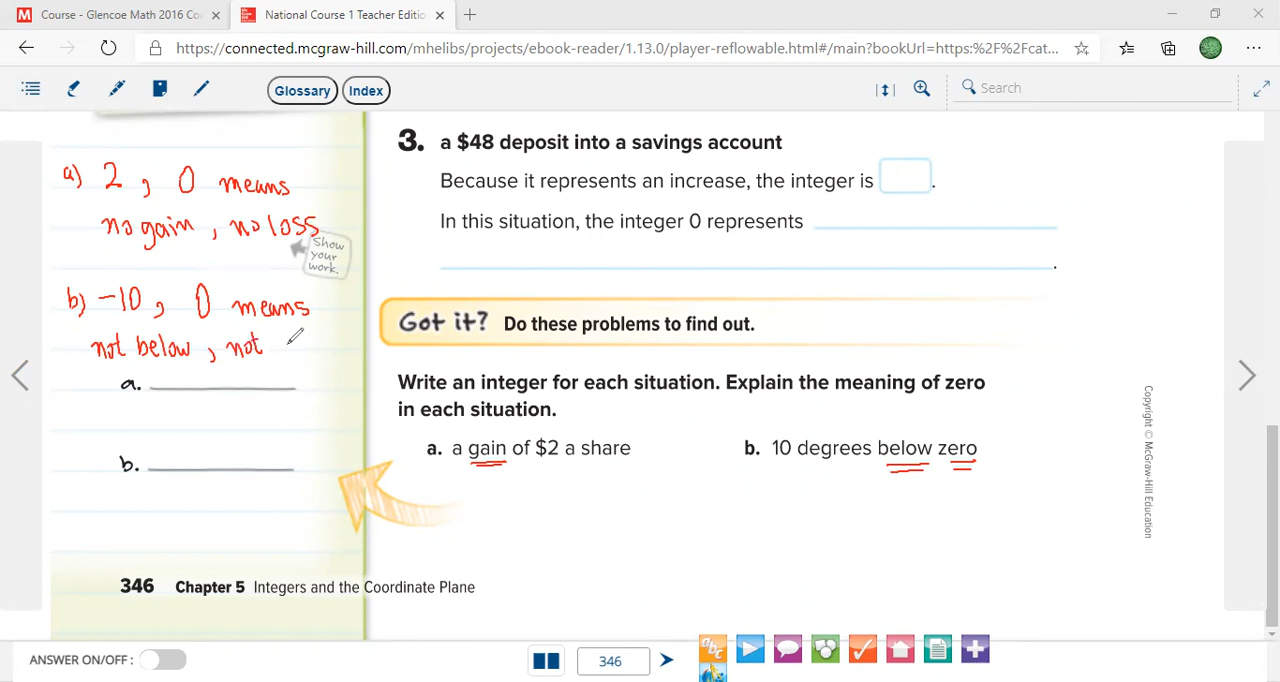 Course - Glencoe Math 2016 Co
National Course 1 Teacher Editio
https://connected.mcgraw-hill.com/mhelibs/projects/ebook-reader/1.13.0/player-reflowable.html#/main?bookUrl=https:%2F%2Fcat...
Glossary
Index
Search
3. a $48 deposit into a savings account
Because it represents an increase, the integer is .
In this situation, the integer 0 represents
.
a) 2, 0 means
no gain, no loss
Show
your
work.
b) -10, 0 means
not below, not
a.
b.
Got it? Do these problems to find out.
Write an integer for each situation. Explain the meaning of zero
in each situation.
a. a gain of $2 a share
b. 10 degrees below zero
Copyright © McGraw-Hill Education
346 Chapter 5 Integers and the Coordinate Plane
ANSWER ON/OFF :
346
abc